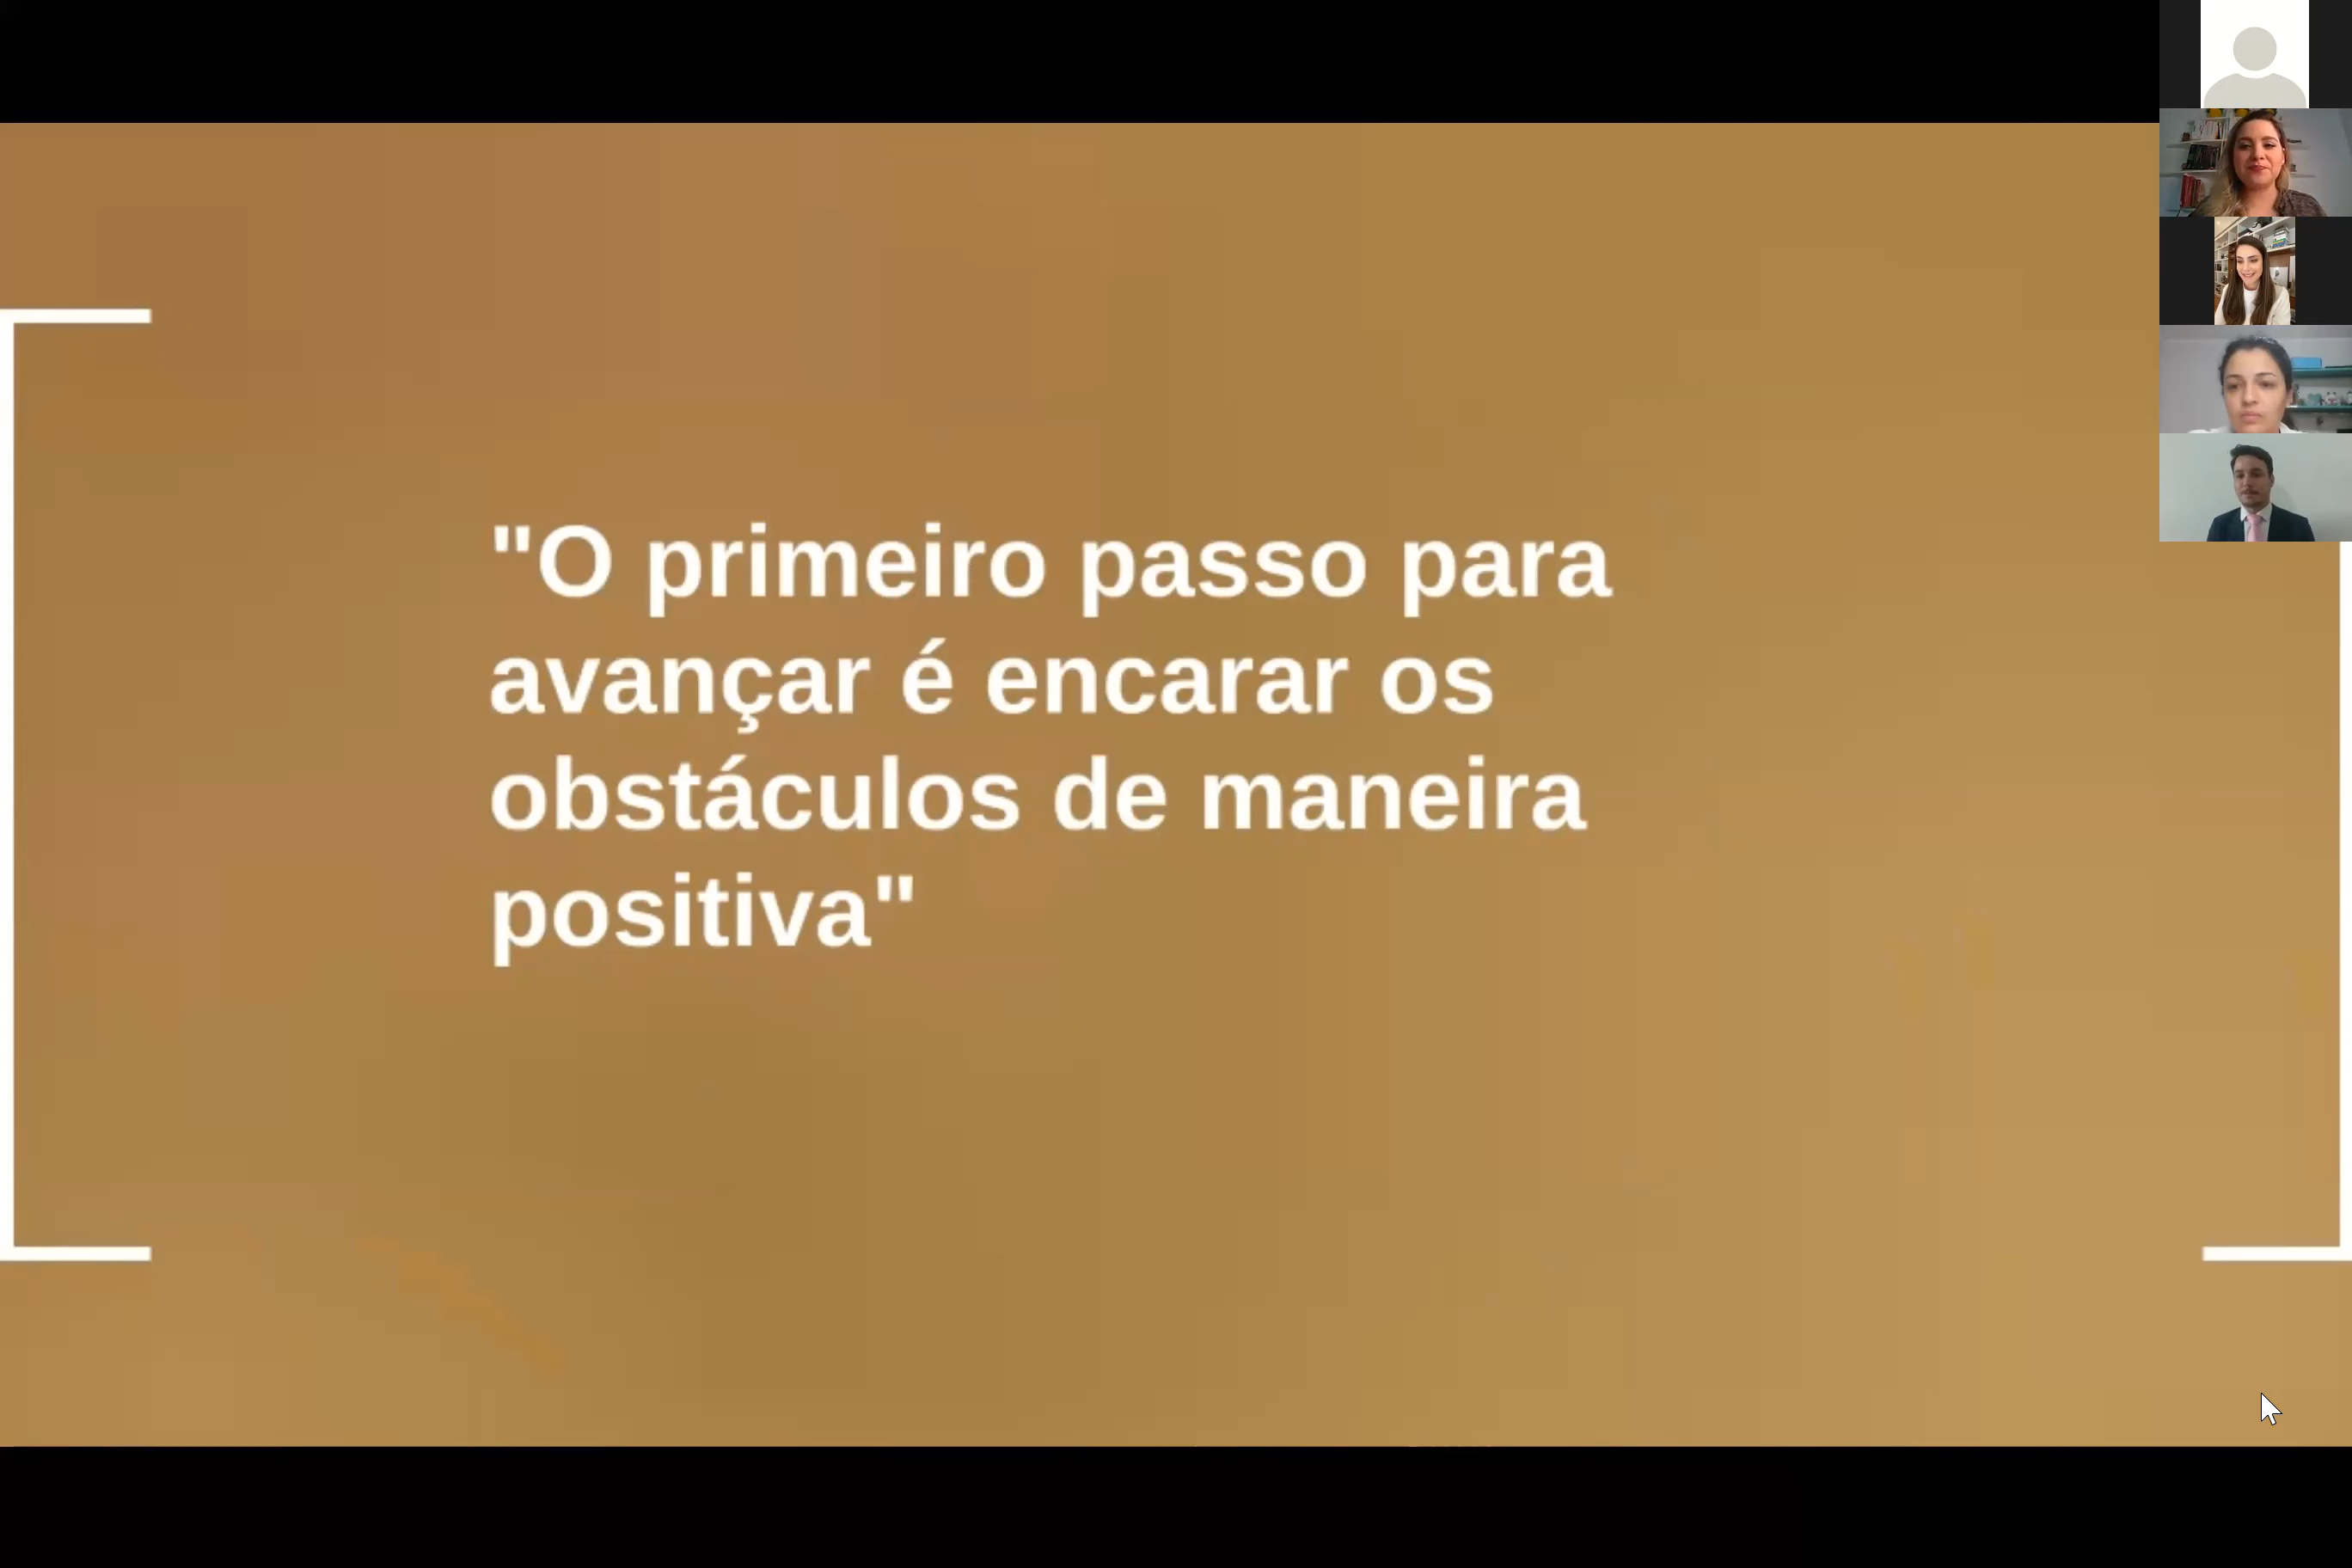 "O primeiro passo para
avançar é encarar os
obstáculos de maneira
positiva"